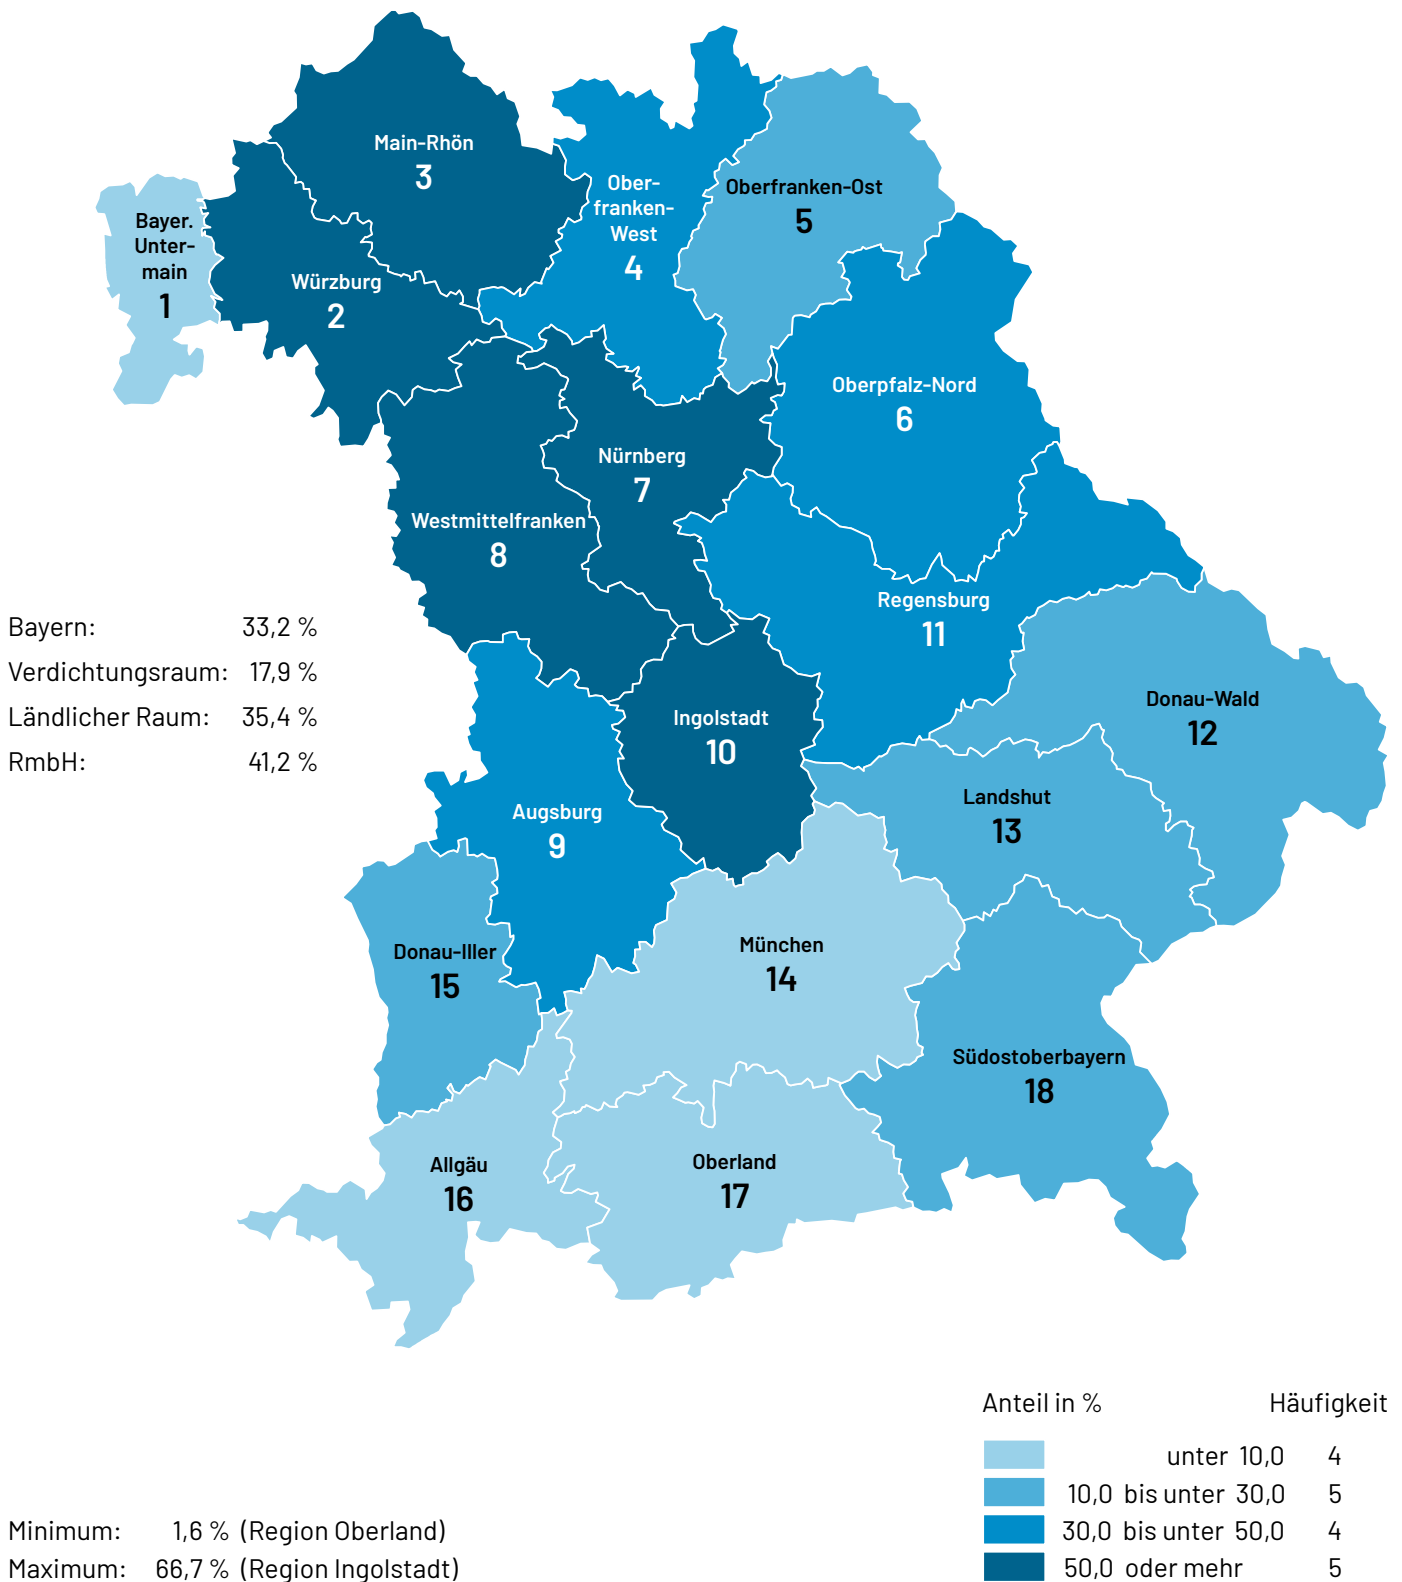 Main-Rhön
3
Ober-
franken-
West
4
Oberfranken-Ost
5
Bayer.
Unter-
main
1
Würzburg
2
Oberpfalz-Nord
6
Nürnberg
7
Westmittelfranken
8
Regensburg
11
Bayern: 33,2 %
Verdichtungsraum: 17,9 %
Ländlicher Raum: 35,4 %
RmbH: 41,2 %
Donau-Wald
12
Ingolstadt
10
Landshut
13
Augsburg
9
München
14
Donau-Iller
15
Südostoberbayern
18
Allgäu
16
Oberland
17
Anteil in % Häufigkeit
unter 10,0 4
10,0 bis unter 30,0 5
30,0 bis unter 50,0 4
50,0 oder mehr 5
Minimum: 1,6 % (Region Oberland)
Maximum: 66,7 % (Region Ingolstadt)